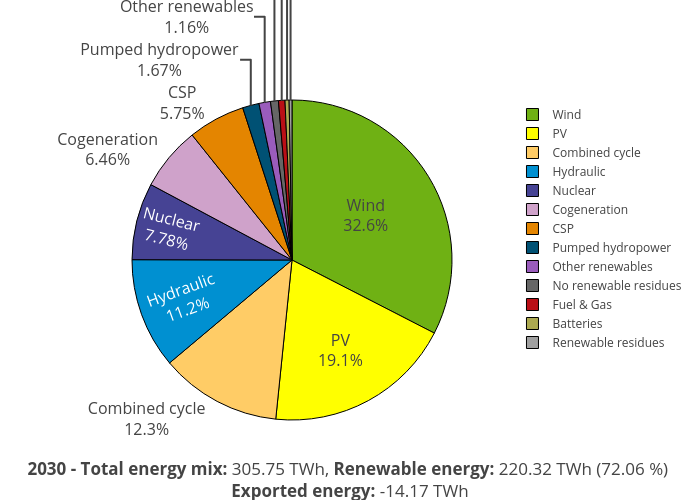 Other renewables
1.16%
Pumped hydropower
1.67%
CSP
5.75%
Cogeneration
6.46%
Nuclear
7.78%
Hydraulic
11.2%
Combined cycle
12.3%
Wind
32.6%
PV
19.1%
Wind
PV
Combined cycle
Hydraulic
Nuclear
Cogeneration
CSP
Pumped hydropower
Other renewables
No renewable residues
Fuel & Gas
Batteries
Renewable residues
2030 - Total energy mix: 305.75 TWh, Renewable energy: 220.32 TWh (72.06 %)
Exported energy: -14.17 TWh